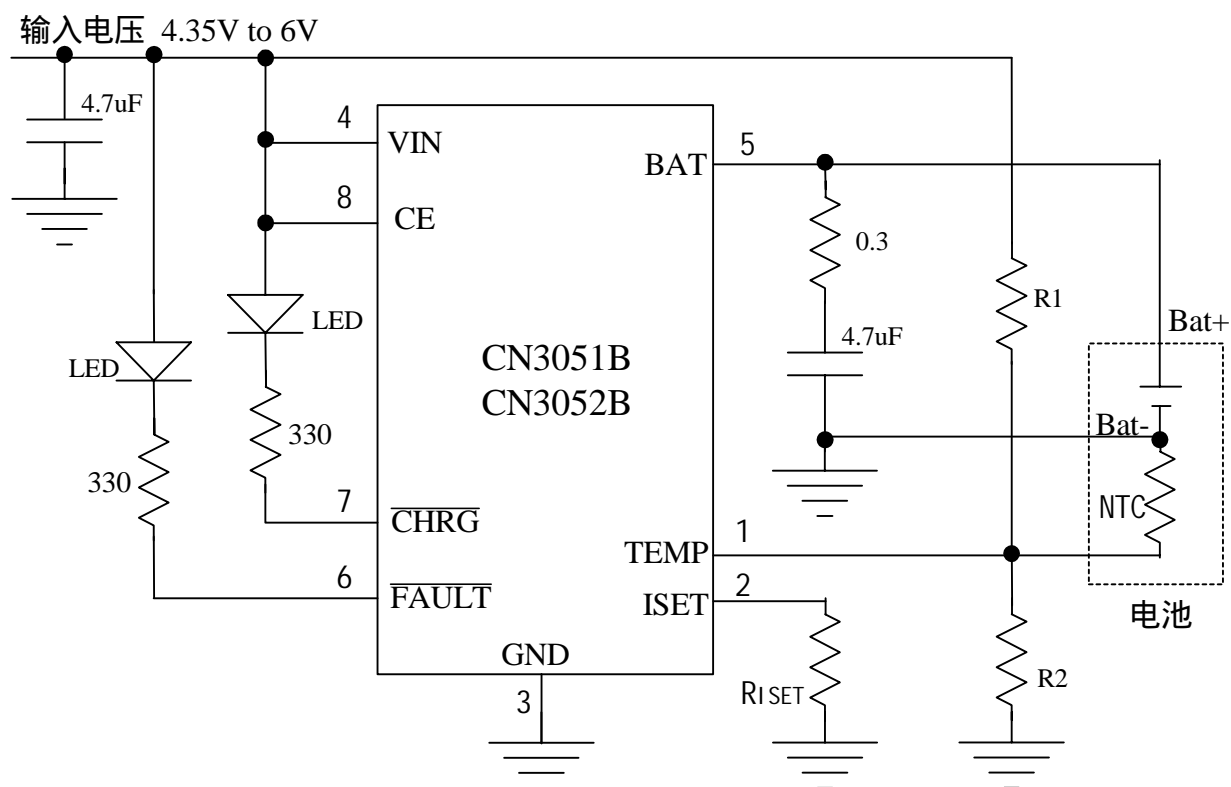 输入电压 4.35V to 6V
4.7uF
4
VIN
5
BAT
8
CE
0.3
R1
LED
Bat+
4.7uF
LED
CN3051B
CN3052B
Bat-
330
330
NTC
7
CHRG
1
TEMP
6
FAULT
2
ISET
电池
GND
RISET
R2
3